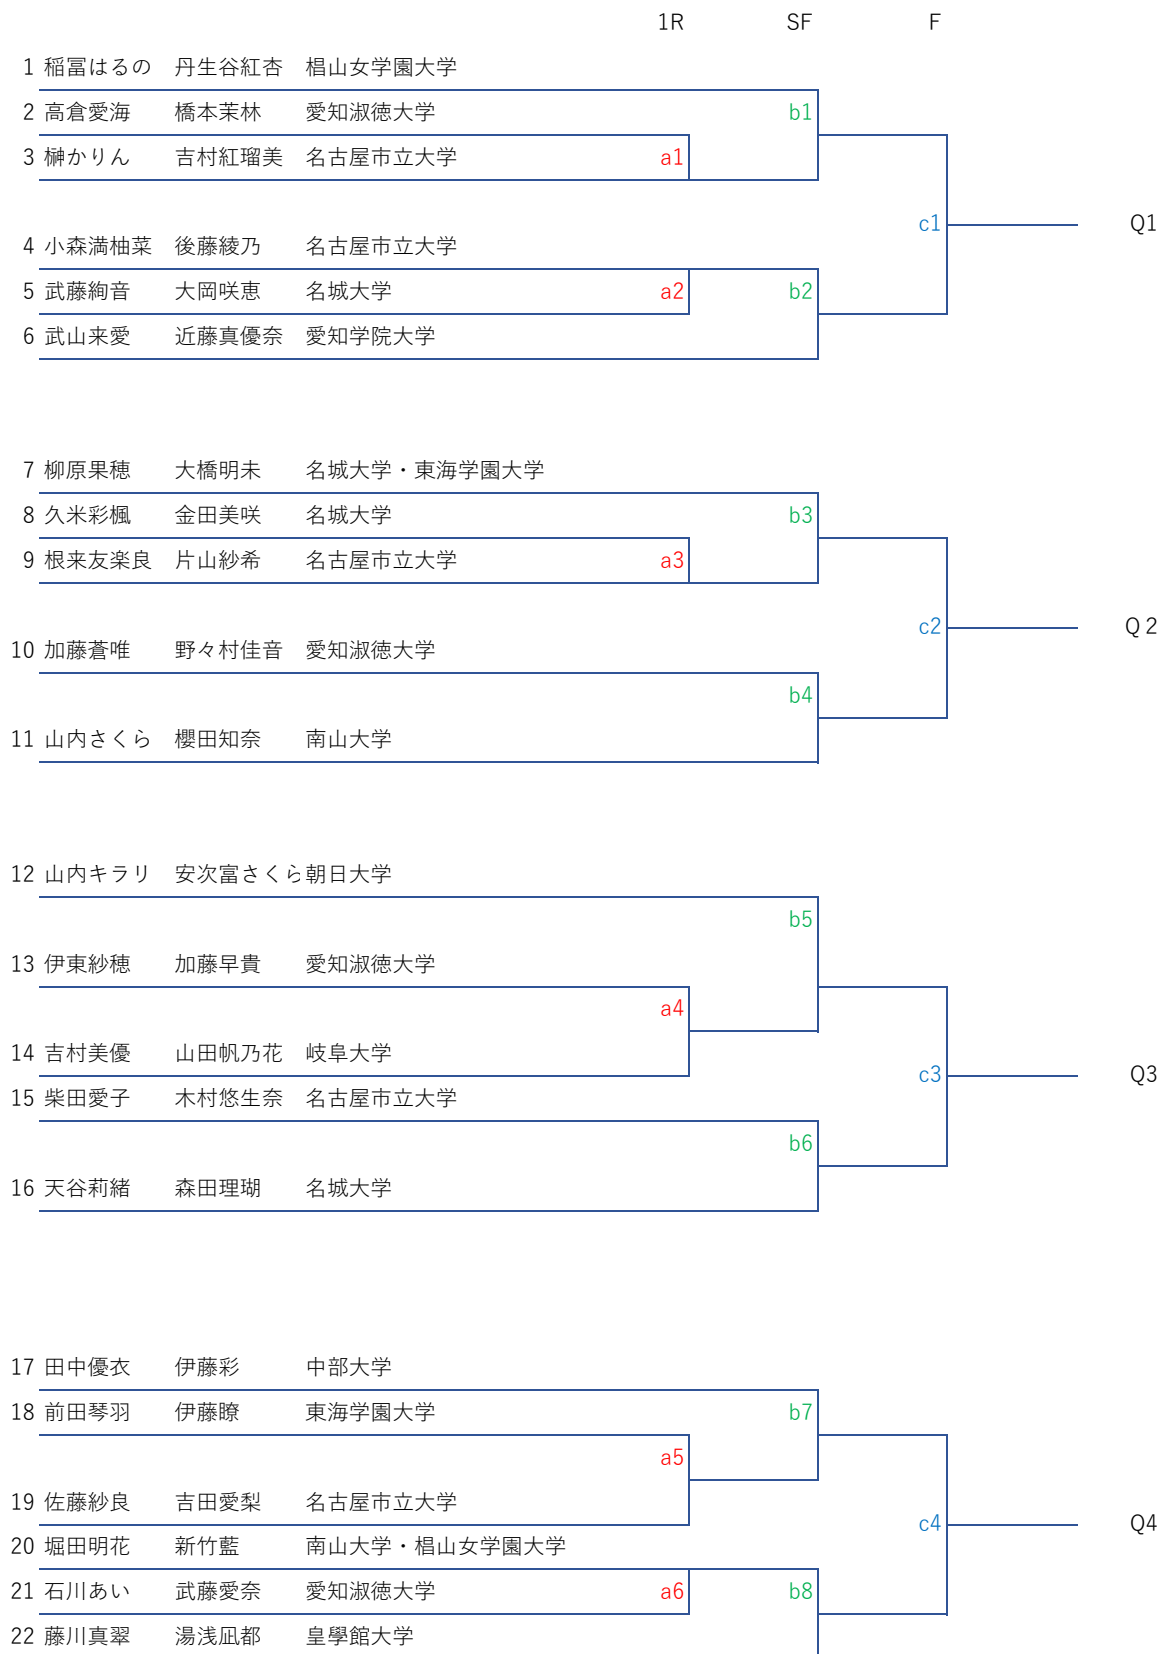 1R SF F
1 稲冨はるの 丹生谷紅杏 椙山女学園大学
2 高倉愛海 橋本茉林 愛知淑徳大学 b1
3 榊かりん 吉村紅瑠美 名古屋市立大学 a1
c1 Q1
4 小森満柚菜 後藤綾乃 名古屋市立大学
5 武藤絢音 大岡咲恵 名城大学 a2 b2
6 武山来愛 近藤真優奈 愛知学院大学
7 柳原果穂 大橋明未 名城大学・東海学園大学
8 久米彩楓 金田美咲 名城大学 b3
9 根来友楽良 片山紗希 名古屋市立大学 a3
c2 Q 2
10 加藤蒼唯 野々村佳音 愛知淑徳大学
b4
11 山内さくら 櫻田知奈 南山大学
12 山内キラリ 安次富さくら 朝日大学
b5
13 伊東紗穂 加藤早貴 愛知淑徳大学
a4
14 吉村美優 山田帆乃花 岐阜大学
c3 Q3
15 柴田愛子 木村悠生奈 名古屋市立大学
b6
16 天谷莉緒 森田理瑚 名城大学
17 田中優衣 伊藤彩 中部大学
18 前田琴羽 伊藤瞭 東海学園大学 b7
a5
19 佐藤紗良 吉田愛梨 名古屋市立大学
c4 Q4
20 堀田明花 新竹藍 南山大学・椙山女学園大学
21 石川あい 武藤愛奈 愛知淑徳大学 a6 b8
22 藤川真翠 湯浅凪都 皇學館大学